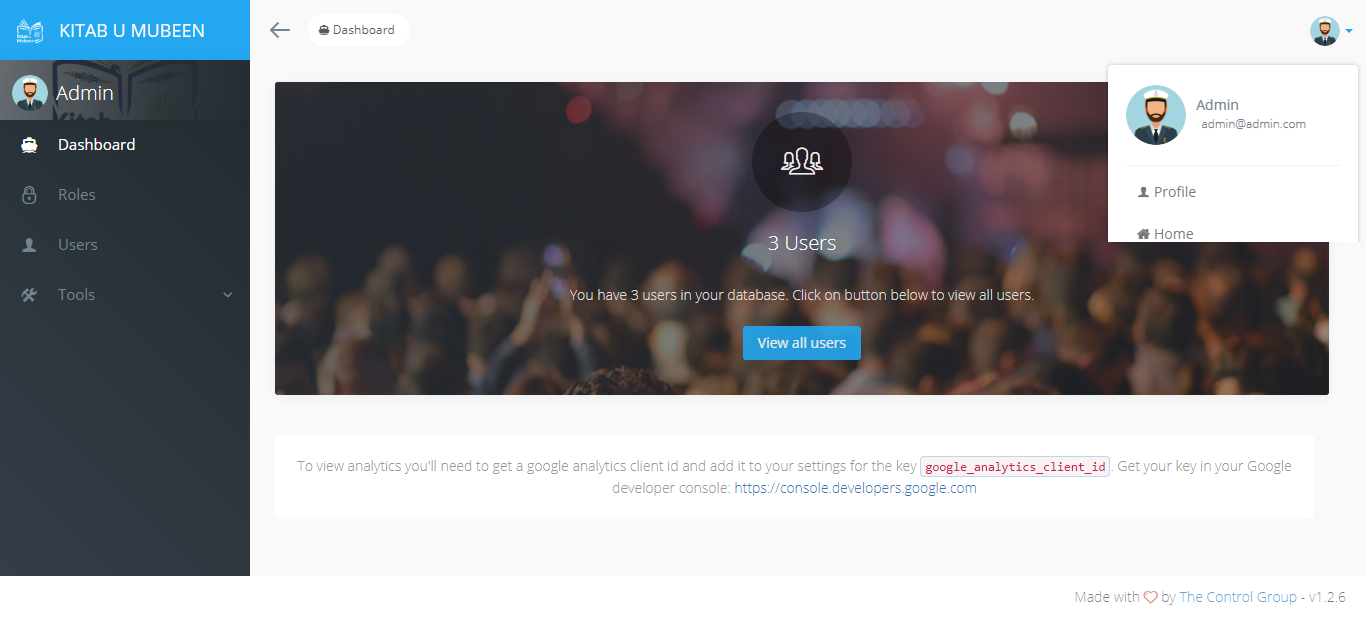 KITAB U MUBEEN
Dashboard
Admin
Admin
admin@admin.com
Profile
Home
Dashboard
Roles
Users
Tools
3 Users
You have 3 users in your database. Click on button below to view all users.
View all users
To view analytics you'll need to get a google analytics client id and add it to your settings for the key google_analytics_client_id. Get your key in your Google
developer console: https://console.developers.google.com
Made with by The Control Group - v1.2.6